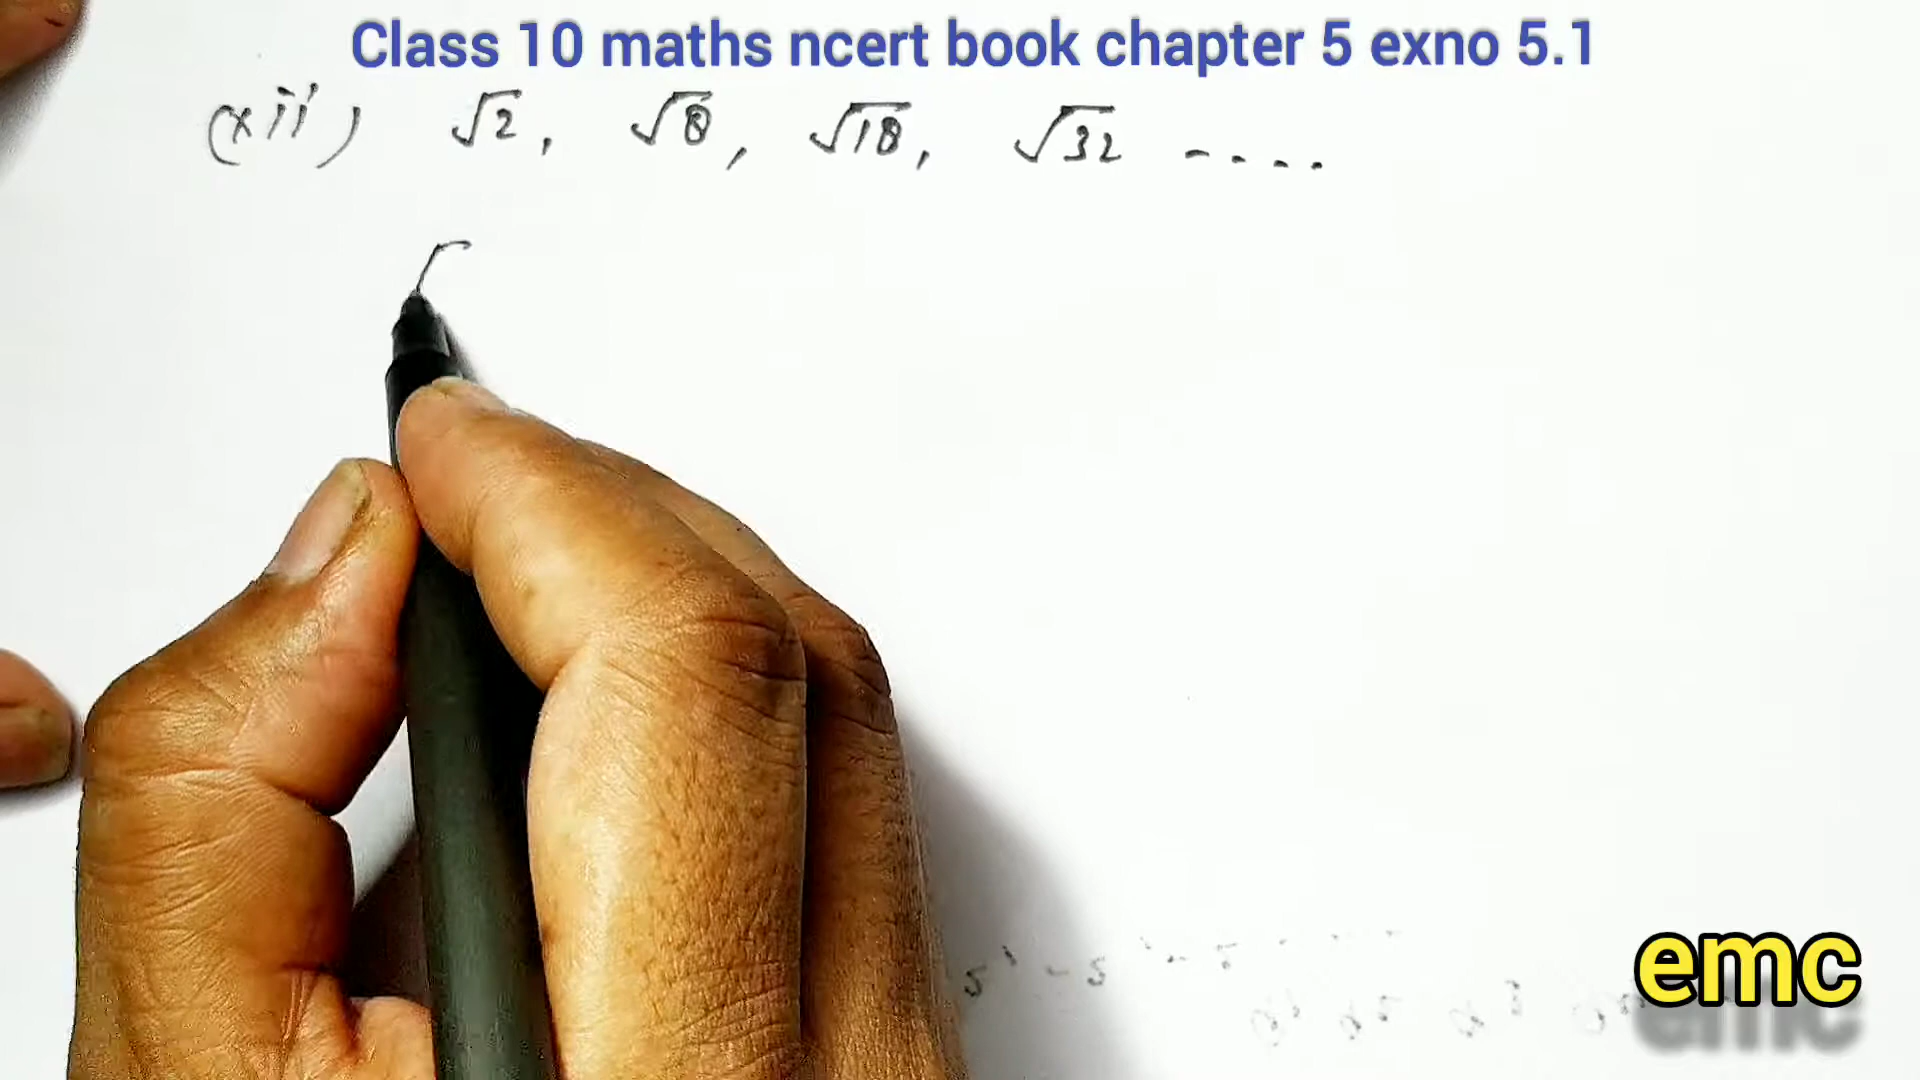 Class 10 maths ncert book chapter 5 exno 5.1
(xii) √2, √8, √18, √32 ----
emc